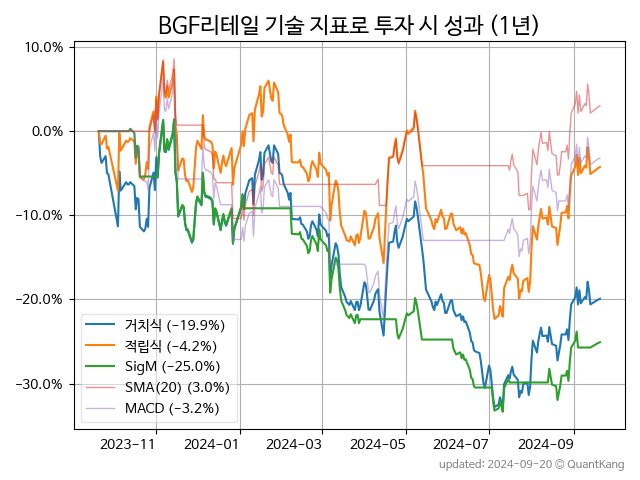 BGF리테일 기술 지표로 투자 시 성과 (1년)
10.0%
0.0%
−10.0%
−20.0%
−30.0%
거치식 (−19.9%)
적립식 (−4.2%)
SigM (−25.0%)
SMA(20) (3.0%)
MACD (−3.2%)
2023-11 2024-01 2024-03 2024-05 2024-07 2024-09
updated: 2024-09-20 © QuantKang